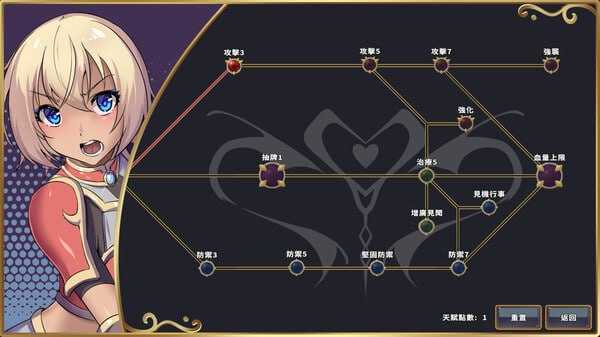 攻擊3
攻擊5
攻擊7
強襲
強化
抽牌1
治療5
血量上限
見機行事
增廣見聞
防禦3
防禦5
堅固防禦
防禦7
天賦點數: 1
重置
返回